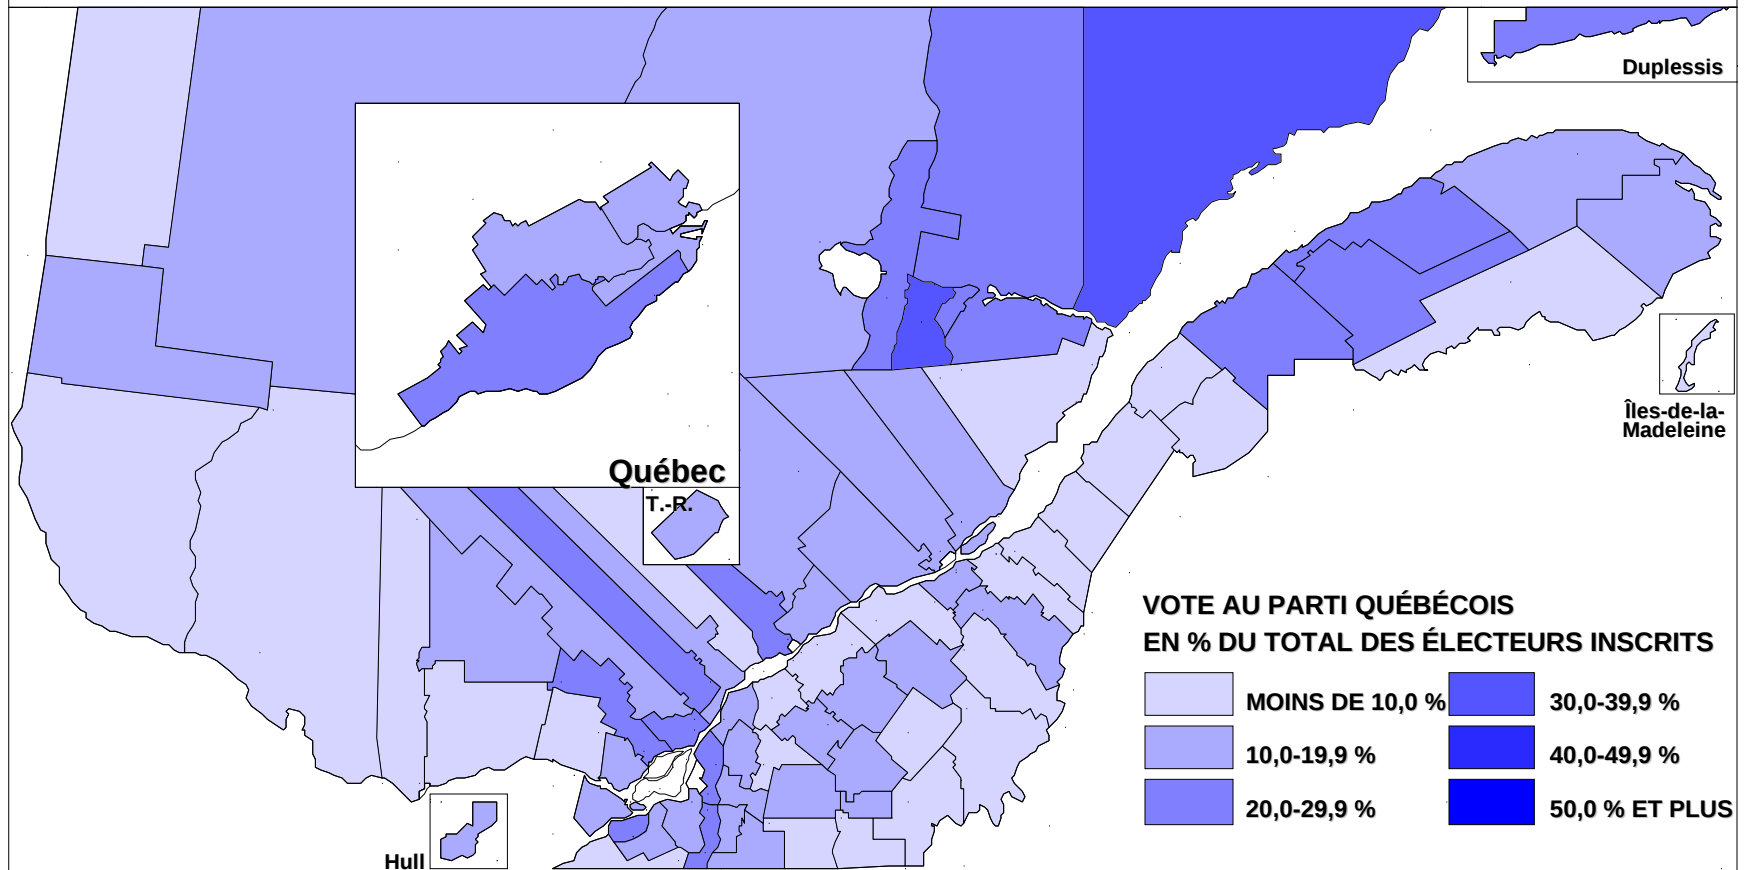 Duplessis
Îles-de-la-
Madeleine
Québec
T.-R.
Hull
VOTE AU PARTI QUÉBÉCOIS
EN % DU TOTAL DES ÉLECTEURS INSCRITS
MOINS DE 10,0 %
30,0-39,9 %
10,0-19,9 %
40,0-49,9 %
20,0-29,9 %
50,0 % ET PLUS